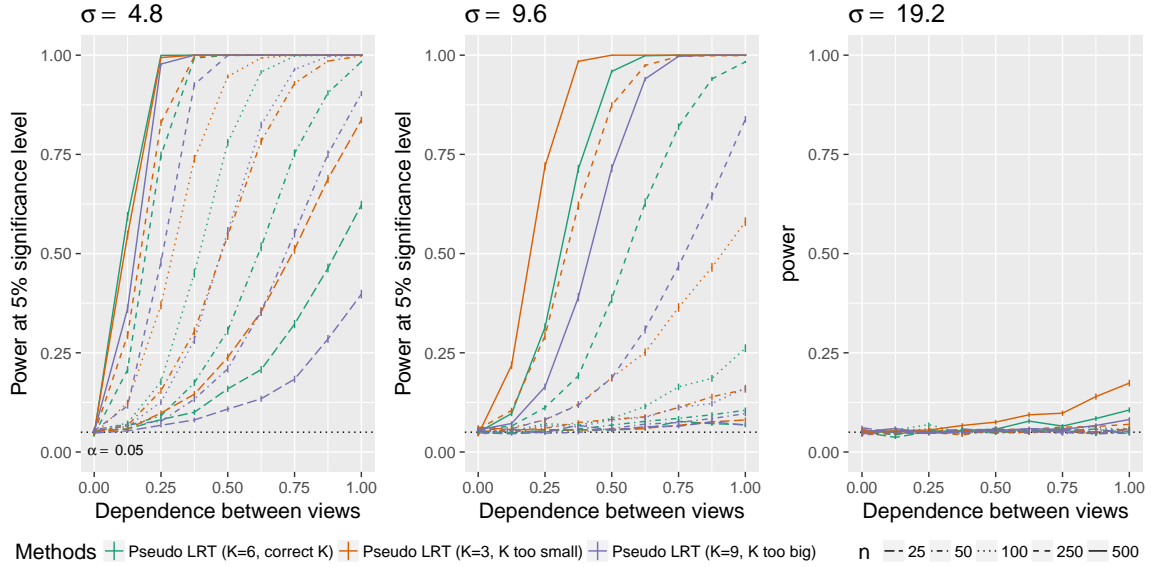 σ = 4.8
σ = 9.6
σ = 19.2
Power at 5% significance level
1.00
0.75
0.50
0.25
0.00
α = 0.05
0.00 0.25 0.50 0.75 1.00
Dependence between views
Power at 5% significance level
1.00
0.75
0.50
0.25
0.00
0.00 0.25 0.50 0.75 1.00
Dependence between views
power
1.00
0.75
0.50
0.25
0.00
0.00 0.25 0.50 0.75 1.00
Dependence between views
Methods Pseudo LRT (K=6, correct K) Pseudo LRT (K=3, K too small) Pseudo LRT (K=9, K too big) n 25 50 100 250 500